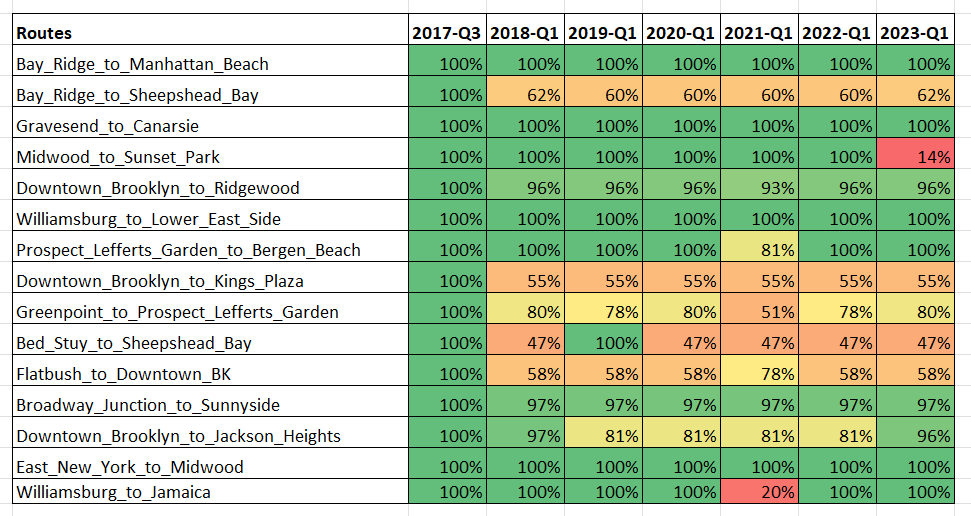 Routes 2017-Q3 2018-Q1 2019-Q1 2020-Q1 2021-Q1 2022-Q1 2023-Q1
Bay_Ridge_to_Manhattan_Beach 100% 100% 100% 100% 100% 100% 100%
Bay_Ridge_to_Sheepshead_Bay 100% 62% 60% 60% 60% 60% 62%
Gravesend_to_Canarsie 100% 100% 100% 100% 100% 100% 100%
Midwood_to_Sunset_Park 100% 100% 100% 100% 100% 100% 14%
Downtown_Brooklyn_to_Ridgewood 100% 96% 96% 96% 93% 96% 96%
Williamsburg_to_Lower_East_Side 100% 100% 100% 100% 100% 100% 100%
Prospect_Lefferts_Garden_to_Bergen_Beach 100% 100% 100% 100% 81% 100% 100%
Downtown_Brooklyn_to_Kings_Plaza 100% 55% 55% 55% 55% 55% 55%
Greenpoint_to_Prospect_Lefferts_Garden 100% 80% 78% 80% 51% 78% 80%
Bed_Stuy_to_Sheepshead_Bay 100% 47% 100% 47% 47% 47% 47%
Flatbush_to_Downtown_BK 100% 58% 58% 58% 78% 58% 58%
Broadway_Junction_to_Sunnyside 100% 97% 97% 97% 97% 97% 97%
Downtown_Brooklyn_to_Jackson_Heights 100% 97% 81% 81% 81% 81% 96%
East_New_York_to_Midwood 100% 100% 100% 100% 100% 100% 100%
Williamsburg_to_Jamaica 100% 100% 100% 100% 20% 100% 100%